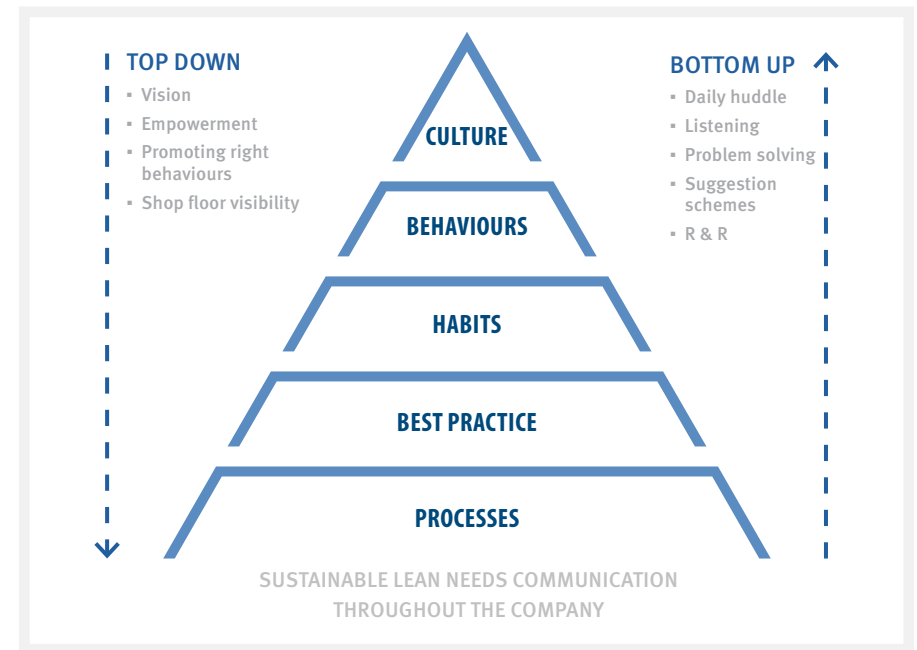 TOP DOWN
▪ Vision
▪ Empowerment
▪ Promoting right
behaviours
▪ Shop floor visibility
BOTTOM UP
▪ Daily huddle
▪ Listening
▪ Problem solving
▪ Suggestion
schemes
▪ R & R
CULTURE
BEHAVIOURS
HABITS
BEST PRACTICE
PROCESSES
SUSTAINABLE LEAN NEEDS COMMUNICATION
THROUGHOUT THE COMPANY